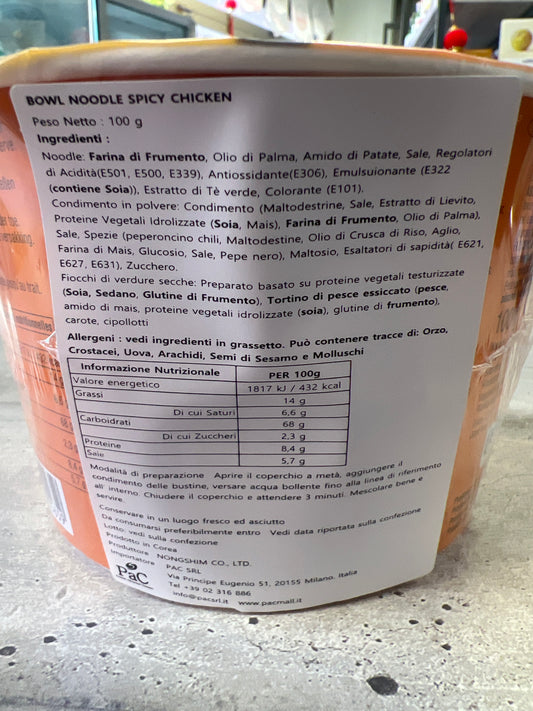 BOWL NOODLE SPICY CHICKEN
Peso Netto : 100 g
Ingredienti :
Noodle: Farina di Frumento, Olio di Palma, Amido di Patate, Sale, Regolatori
di Acidità(E501, E500, E339), Antiossidante(E306), Emulsuionante (E322
(contiene Soia)), Estratto di Tè verde, Colorante (E101).
Condimento in polvere: Condimento (Maltodestrine, Sale, Estratto di Lievito,
Proteine Vegetali Idrolizzate (Soia, Mais), Farina di Frumento, Olio di Palma),
Sale, Spezie (peperoncino chili, Maltodestine, Olio di Crusca di Riso, Aglio,
Farina di Mais, Glucosio, Sale, Pepe nero), Maltosio, Esaltatori di sapidità( E621,
E627, E631), Zucchero.
Fiocchi di verdure secche: Preparato basato su proteine vegetali testurizzate
(Soia, Sedano, Glutine di Frumento), Tortino di pesce essiccato (pesce,
amido di mais, proteine vegetali idrolizzate (soia), glutine di frumento),
carote, cipollotti
Allergeni : vedi ingredienti in grassetto. Può contenere tracce di: Orzo,
Crostacei, Uova, Arachidi, Semi di Sesamo e Molluschi
Informazione Nutrizionale PER 100g
Valore energetico 1817 kJ / 432 kcal
Grassi 14 g
Di cui Saturi 6,6 g
Carboidrati 68 g
Di cui Zuccheri 2,3 g
Proteine 8,4 g
Sale 5,7 g
Modalità di preparazione Aprire il coperchio a metà, aggiungere il
condimento delle bustine, versare acqua bollente fino alla linea di riferimento
all' interno Chiudere il coperchio e attendere 3 minuti. Mescolare bene e
servire.
Conservare in un luogo fresco ed asciutto
Da consumarsi preferibilmente entro Vedi data riportata sulla confezione
Lotto: vedi sulla confezione
Prodotto in Corea
Produttore NONGSHIM CO., LTD.
Importatore PAC SRL
PaC
Via Principe Eugenio 51, 20155 Milano. Italia
Tel +39 02 316 886
info@pacsrl.it www.pacmall.it